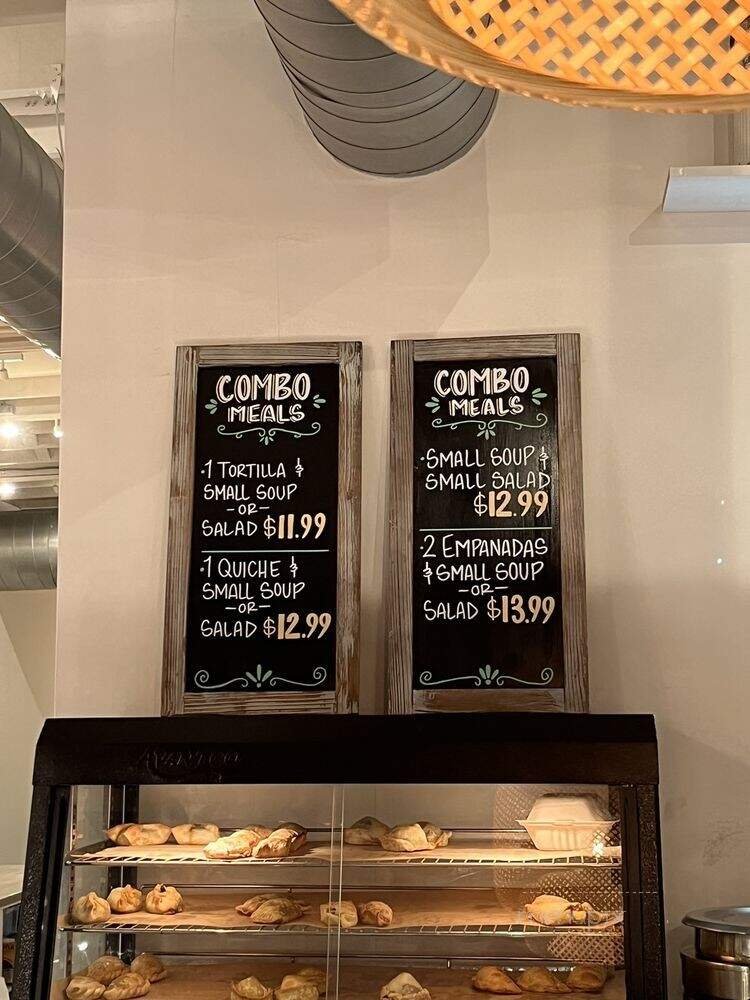 COMBO
MEALS
·1 TORTILLA &
SMALL SOUP
-OR-
SALAD $11.99
·1 QUICHE &
SMALL SOUP
-OR-
SALAD $12.99
COMBO
MEALS
·SMALL SOUP &
SMALL SALAD
$12.99
·2 EMPANADAS
& SMALL SOUP
-OR-
SALAD $13.99
AVANTCO